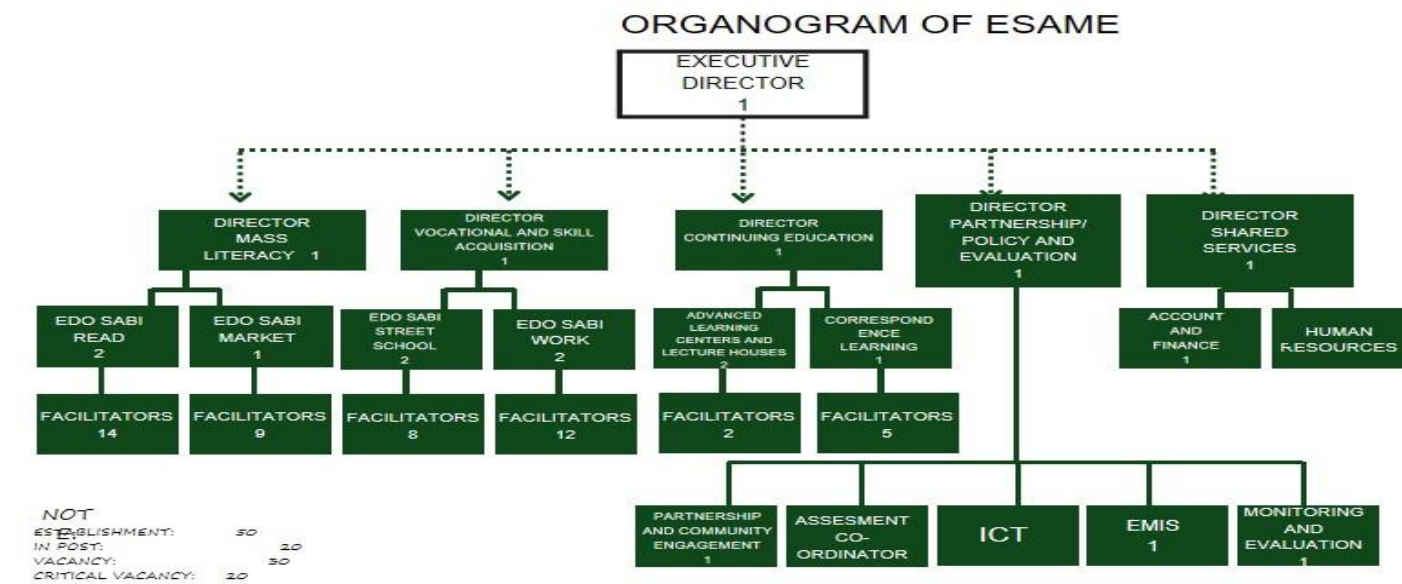 ORGANOGRAM OF ESAME
EXECUTIVE
DIRECTOR
1
DIRECTOR
MASS
LITERACY 1
DIRECTOR
VOCATIONAL AND SKILL
ACQUISITION
1
DIRECTOR
CONTINUING EDUCATION
1
DIRECTOR
PARTNERSHIP/
POLICY AND
EVALUATION
1
DIRECTOR
SHARED
SERVICES
1
EDO SABI
READ
2
EDO SABI
MARKET
1
EDO SABI
STREET
SCHOOL
2
EDO SABI
WORK
2
ADVANCED
LEARNING
CENTERS AND
LECTURE HOUSES
2
CORRESPOND
ENCE
LEARNING
1
ACCOUNT
AND
FINANCE
1
HUMAN
RESOURCES
FACILITATORS
14
FACILITATORS
9
FACILITATORS
8
FACILITATORS
12
FACILITATORS
2
FACILITATORS
5
PARTNERSHIP
AND COMMUNITY
ENGAGEMENT
1
ASSESMENT
CO-
ORDINATOR
ICT
EMIS
1
MONITORING
AND
EVALUATION
1
NOT
E:
ESTABLISHMENT: 50
IN POST: 20
VACANCY: 30
CRITICAL VACANCY: 20